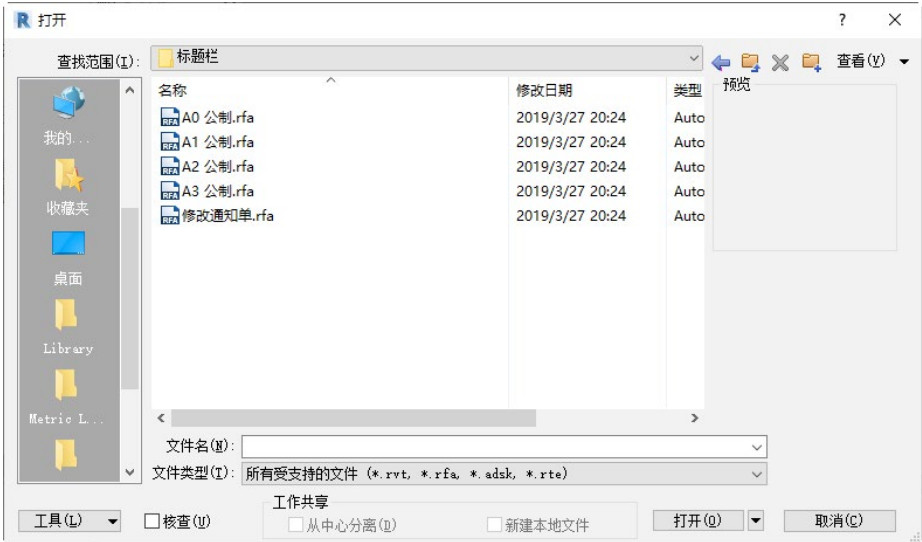 打开
查找范围(I):
标题栏
查看(V)
名称
修改日期
类型
预览
A0 公制.rfa 2019/3/27 20:24 Auto
A1 公制.rfa 2019/3/27 20:24 Auto
A2 公制.rfa 2019/3/27 20:24 Auto
A3 公制.rfa 2019/3/27 20:24 Auto
修改通知单.rfa 2019/3/27 20:24 Auto
我的...
收藏夹
桌面
Library
Metric L...
文件名(N):
文件类型(T): 所有受支持的文件 (*.rvt, *.rfa, *.adsk, *.rte)
工作共享
工具(L)
核查(U)
从中心分离(D)
新建本地文件
打开(O)
取消(C)